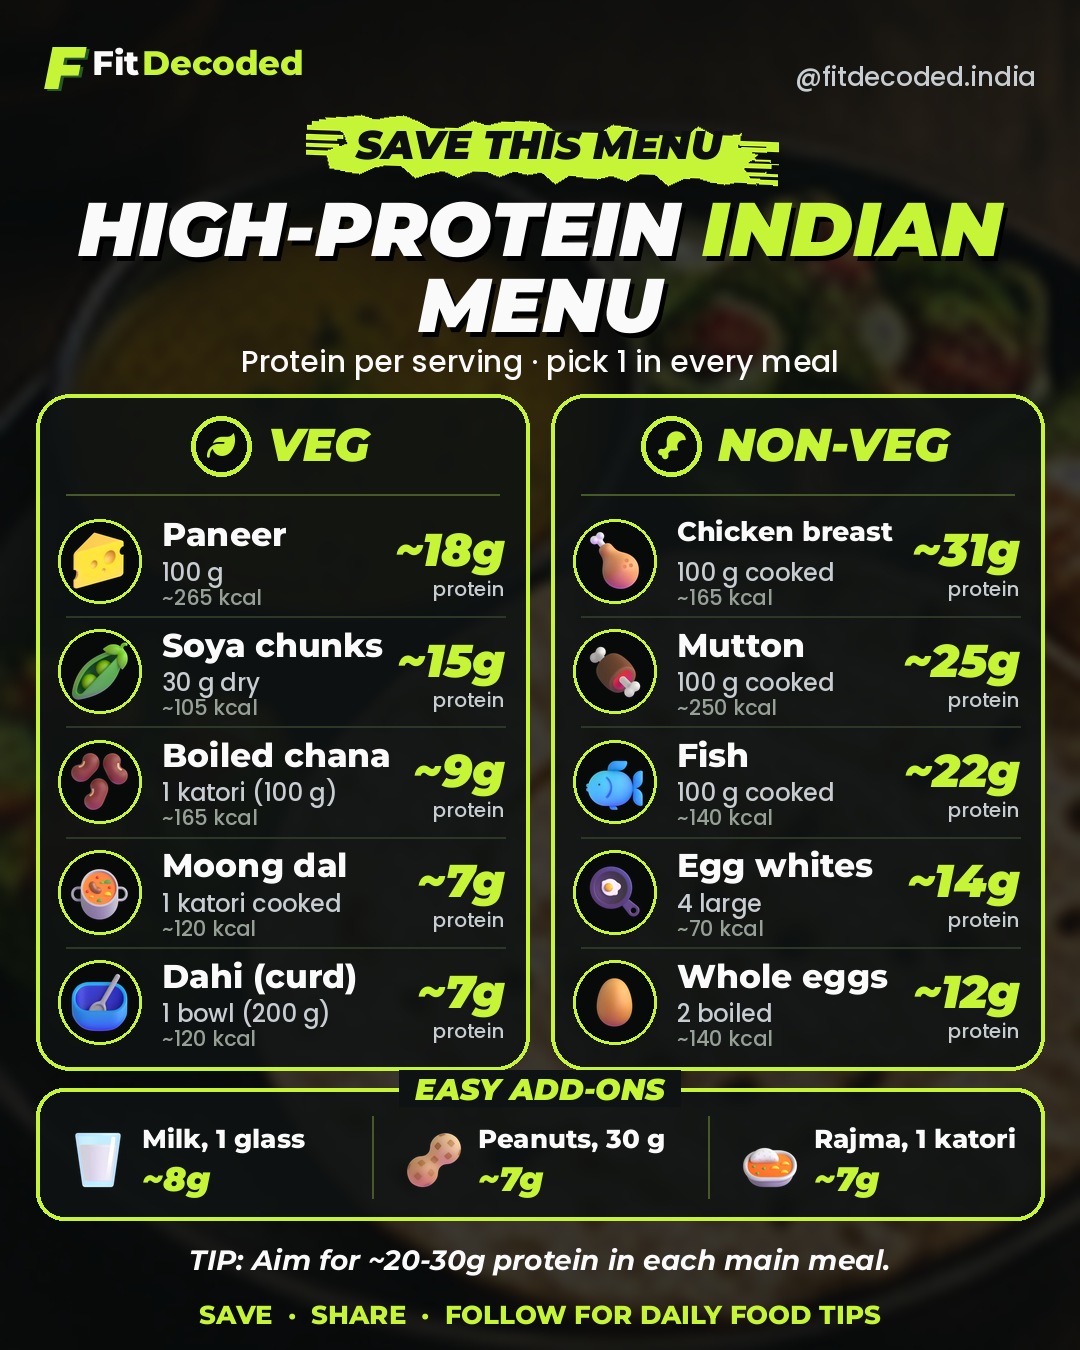 F FitDecoded
@fitdecoded.india
SAVE THIS MENU
HIGH-PROTEIN INDIAN
MENU
Protein per serving · pick 1 in every meal
VEG
Paneer
100 g
~265 kcal
~18g
protein
Soya chunks
30 g dry
~105 kcal
~15g
protein
Boiled chana
1 katori (100 g)
~165 kcal
~9g
protein
Moong dal
1 katori cooked
~120 kcal
~7g
protein
Dahi (curd)
1 bowl (200 g)
~120 kcal
~7g
protein
NON-VEG
Chicken breast
100 g cooked
~165 kcal
~31g
protein
Mutton
100 g cooked
~250 kcal
~25g
protein
Fish
100 g cooked
~140 kcal
~22g
protein
Egg whites
4 large
~70 kcal
~14g
protein
Whole eggs
2 boiled
~140 kcal
~12g
protein
EASY ADD-ONS
Milk, 1 glass
~8g
Peanuts, 30 g
~7g
Rajma, 1 katori
~7g
TIP: Aim for ~20-30g protein in each main meal.
SAVE · SHARE · FOLLOW FOR DAILY FOOD TIPS